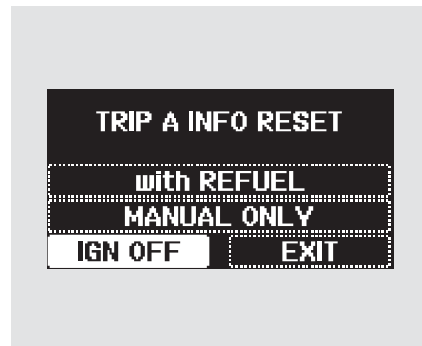 TRIP A INFO RESET
with REFUEL
MANUAL ONLY
IGN OFF EXIT